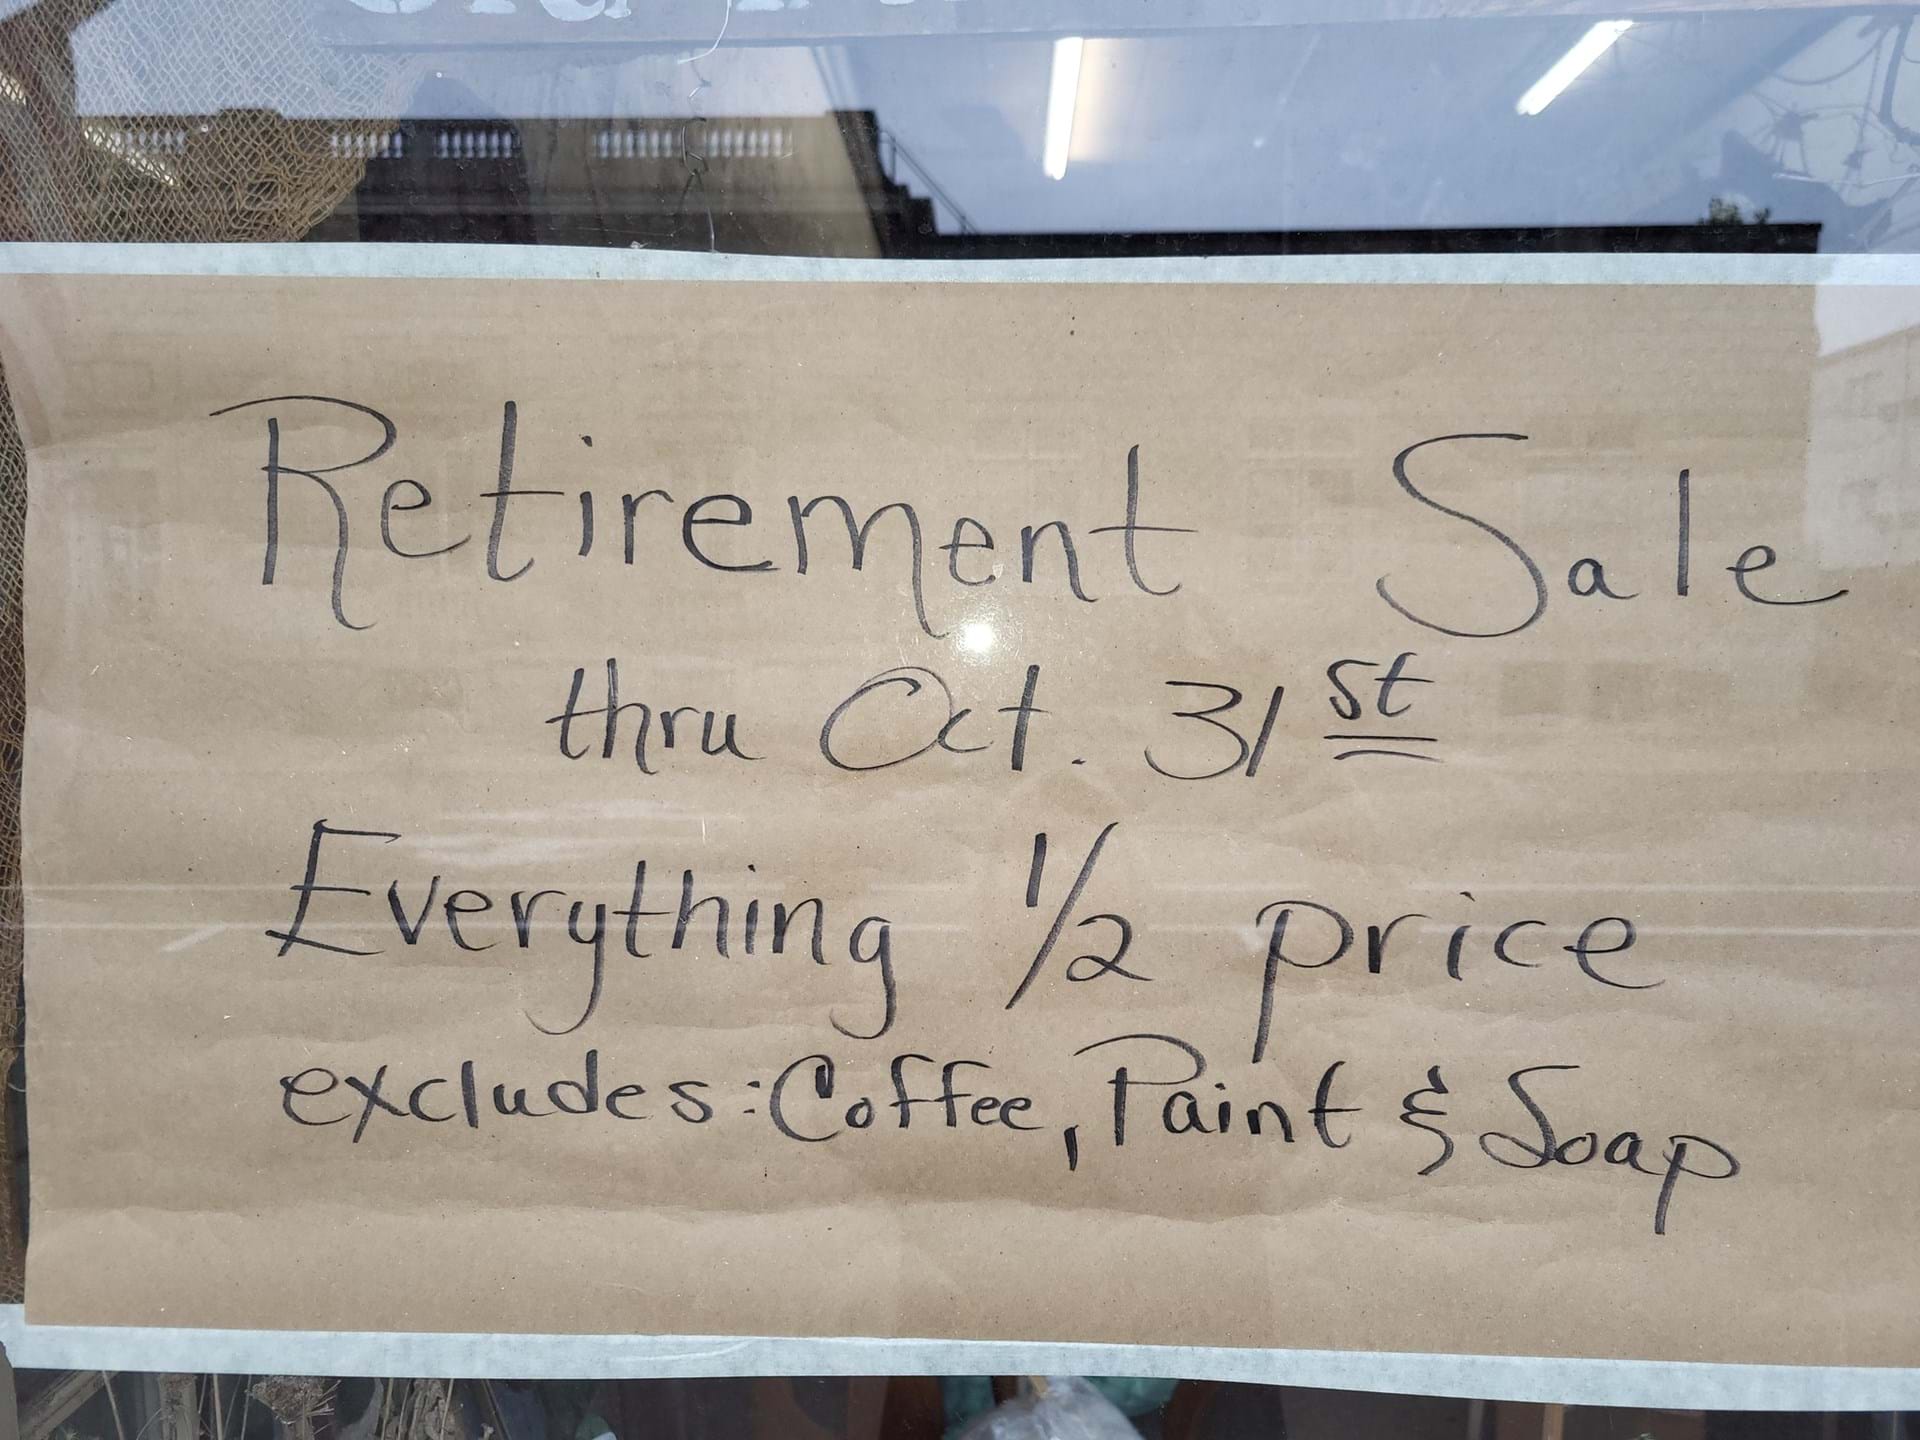 Retirement Sale
thru Oct. 31st
Everything 1/2 price
excludes: Coffee, Paint & Soap